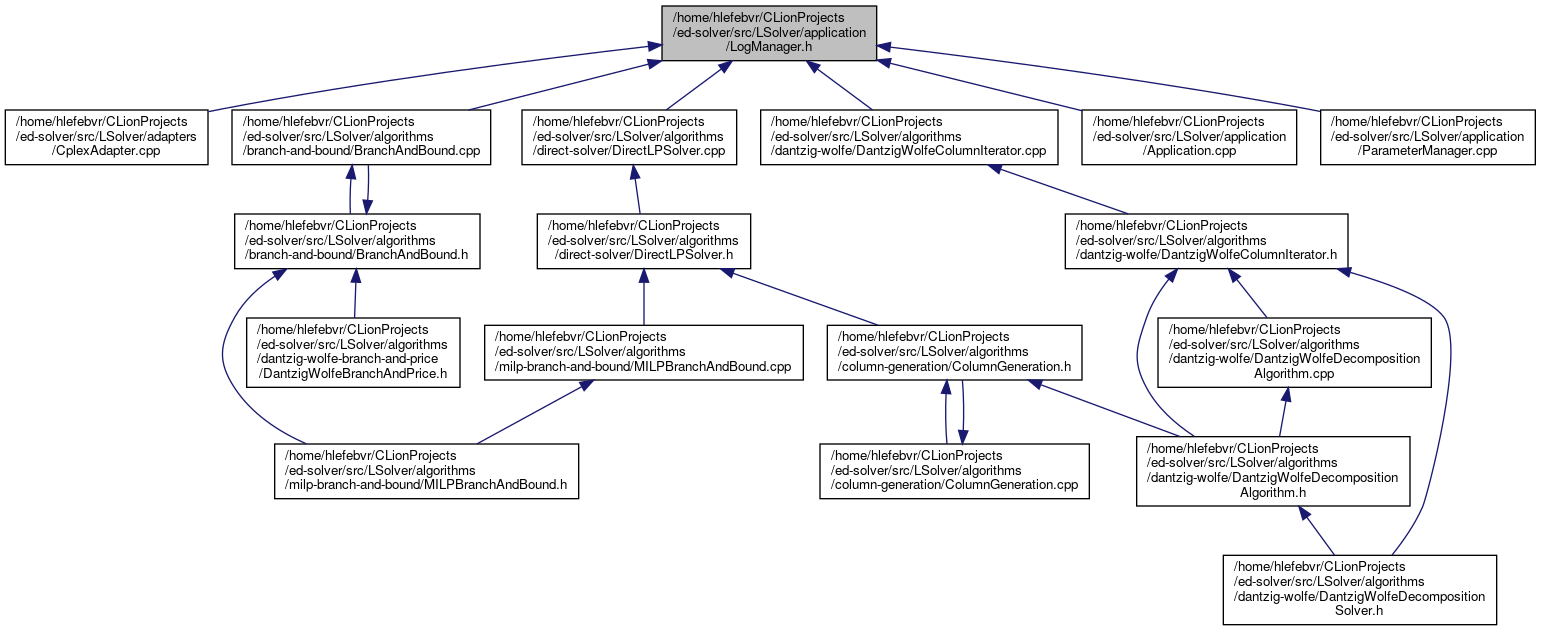 /home/hlefebvr/CLionProjects
/ed-solver/src/LSolver/application
/LogManager.h
/home/hlefebvr/CLionProjects
/ed-solver/src/LSolver/adapters
/CplexAdapter.cpp
/home/hlefebvr/CLionProjects
/ed-solver/src/LSolver/algorithms
/branch-and-bound/BranchAndBound.cpp
/home/hlefebvr/CLionProjects
/ed-solver/src/LSolver/algorithms
/direct-solver/DirectLPSolver.cpp
/home/hlefebvr/CLionProjects
/ed-solver/src/LSolver/algorithms
/dantzig-wolfe/DantzigWolfeColumnIterator.cpp
/home/hlefebvr/CLionProjects
/ed-solver/src/LSolver/application
/Application.cpp
/home/hlefebvr/CLionProjects
/ed-solver/src/LSolver/application
/ParameterManager.cpp
/home/hlefebvr/CLionProjects
/ed-solver/src/LSolver/algorithms
/branch-and-bound/BranchAndBound.h
/home/hlefebvr/CLionProjects
/ed-solver/src/LSolver/algorithms
/direct-solver/DirectLPSolver.h
/home/hlefebvr/CLionProjects
/ed-solver/src/LSolver/algorithms
/dantzig-wolfe/DantzigWolfeColumnIterator.h
/home/hlefebvr/CLionProjects
/ed-solver/src/LSolver/algorithms
/dantzig-wolfe-branch-and-price
/DantzigWolfeBranchAndPrice.h
/home/hlefebvr/CLionProjects
/ed-solver/src/LSolver/algorithms
/milp-branch-and-bound/MILPBranchAndBound.cpp
/home/hlefebvr/CLionProjects
/ed-solver/src/LSolver/algorithms
/column-generation/ColumnGeneration.h
/home/hlefebvr/CLionProjects
/ed-solver/src/LSolver/algorithms
/dantzig-wolfe/DantzigWolfeDecomposition
Algorithm.cpp
/home/hlefebvr/CLionProjects
/ed-solver/src/LSolver/algorithms
/milp-branch-and-bound/MILPBranchAndBound.h
/home/hlefebvr/CLionProjects
/ed-solver/src/LSolver/algorithms
/column-generation/ColumnGeneration.cpp
/home/hlefebvr/CLionProjects
/ed-solver/src/LSolver/algorithms
/dantzig-wolfe/DantzigWolfeDecomposition
Algorithm.h
/home/hlefebvr/CLionProjects
/ed-solver/src/LSolver/algorithms
/dantzig-wolfe/DantzigWolfeDecomposition
Solver.h